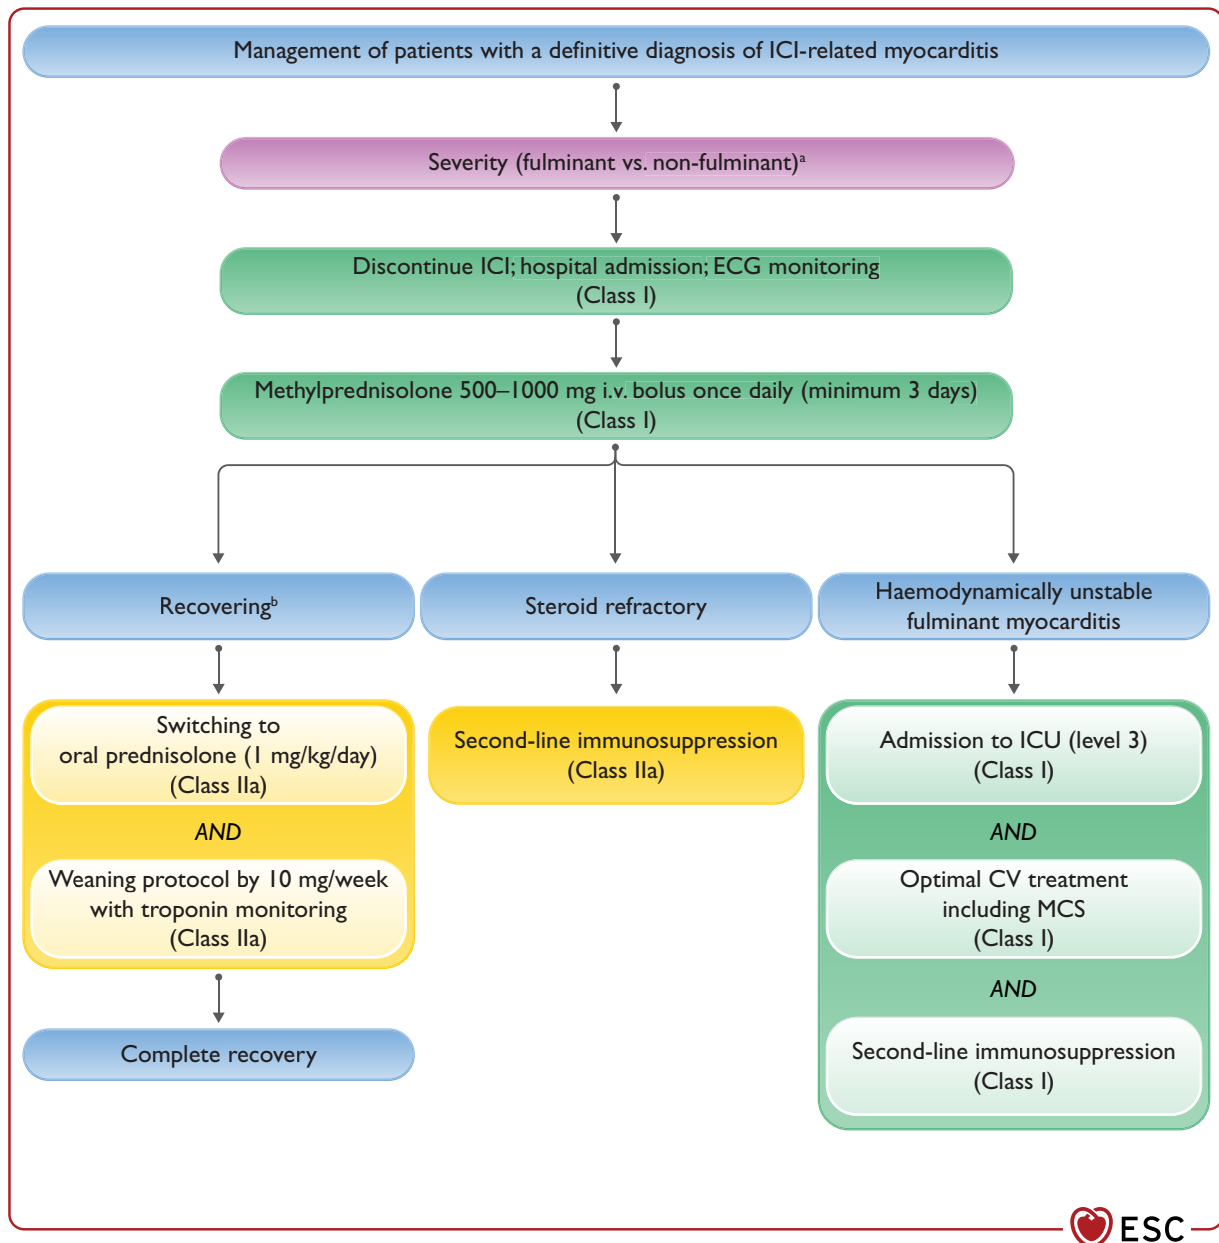 Management of patients with a definitive diagnosis of ICI-related myocarditis
Severity (fulminant vs. non-fulminant)ᵃ
Discontinue ICI; hospital admission; ECG monitoring
(Class I)
Methylprednisolone 500–1000 mg i.v. bolus once daily (minimum 3 days)
(Class I)
Recoveringᵇ
Switching to
oral prednisolone (1 mg/kg/day)
(Class IIa)
AND
Weaning protocol by 10 mg/week
with troponin monitoring
(Class IIa)
Complete recovery
Steroid refractory
Second-line immunosuppression
(Class IIa)
Haemodynamically unstable
fulminant myocarditis
Admission to ICU (level 3)
(Class I)
AND
Optimal CV treatment
including MCS
(Class I)
AND
Second-line immunosuppression
(Class I)
ESC